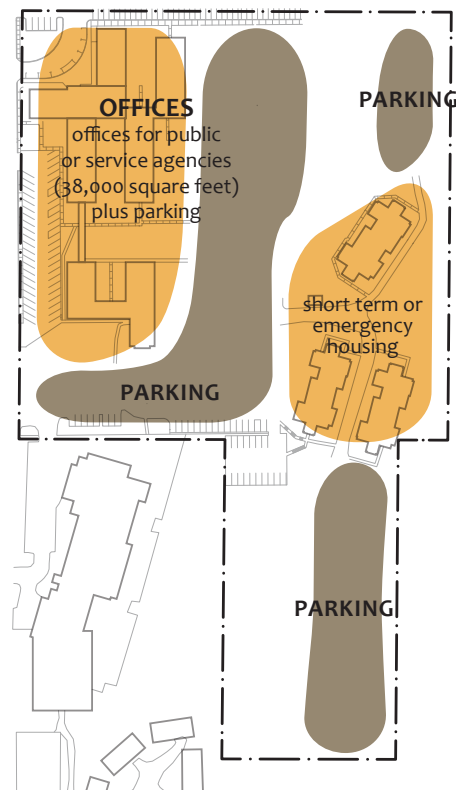 PARKING
OFFICES
offices for public
or service agencies
(38,000 square feet)
plus parking
short term or
emergency
housing
PARKING
PARKING